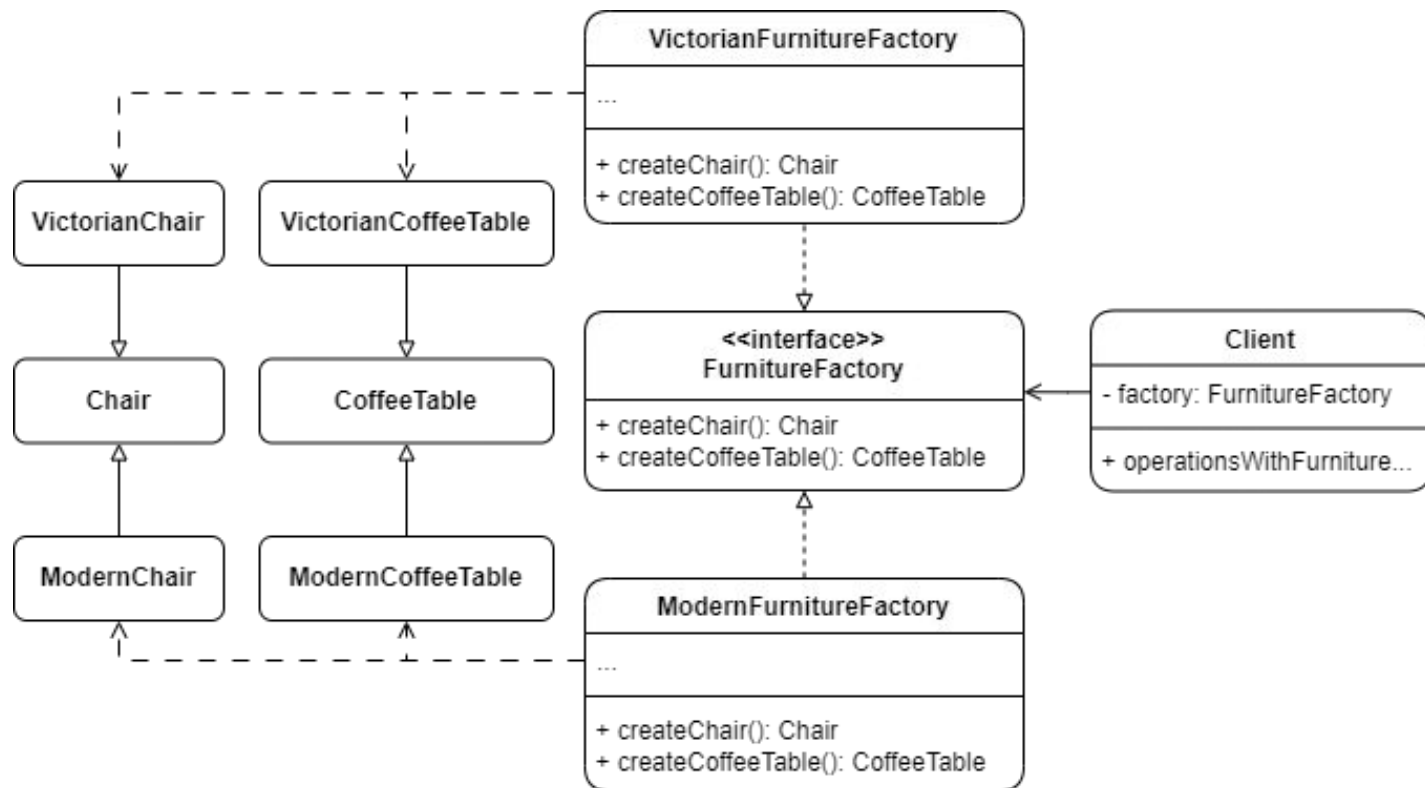 VictorianFurnitureFactory
...
+ createChair(): Chair
+ createCoffeeTable(): CoffeeTable
VictorianChair
VictorianCoffeeTable
<<interface>>
FurnitureFactory
+ createChair(): Chair
+ createCoffeeTable(): CoffeeTable
Client
- factory: FurnitureFactory
+ operationsWithFurniture...
Chair
CoffeeTable
ModernChair
ModernCoffeeTable
ModernFurnitureFactory
...
+ createChair(): Chair
+ createCoffeeTable(): CoffeeTable